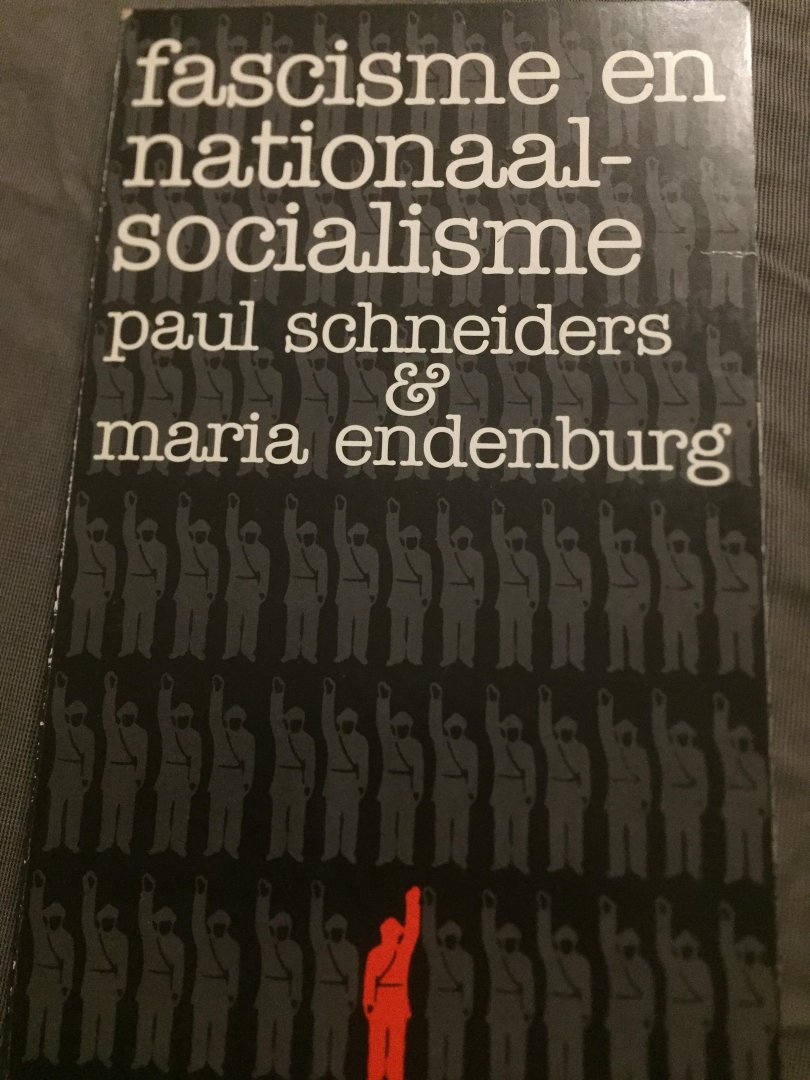 fascisme en
nationaal-
socialisme
paul schneiders
&
maria endenburg